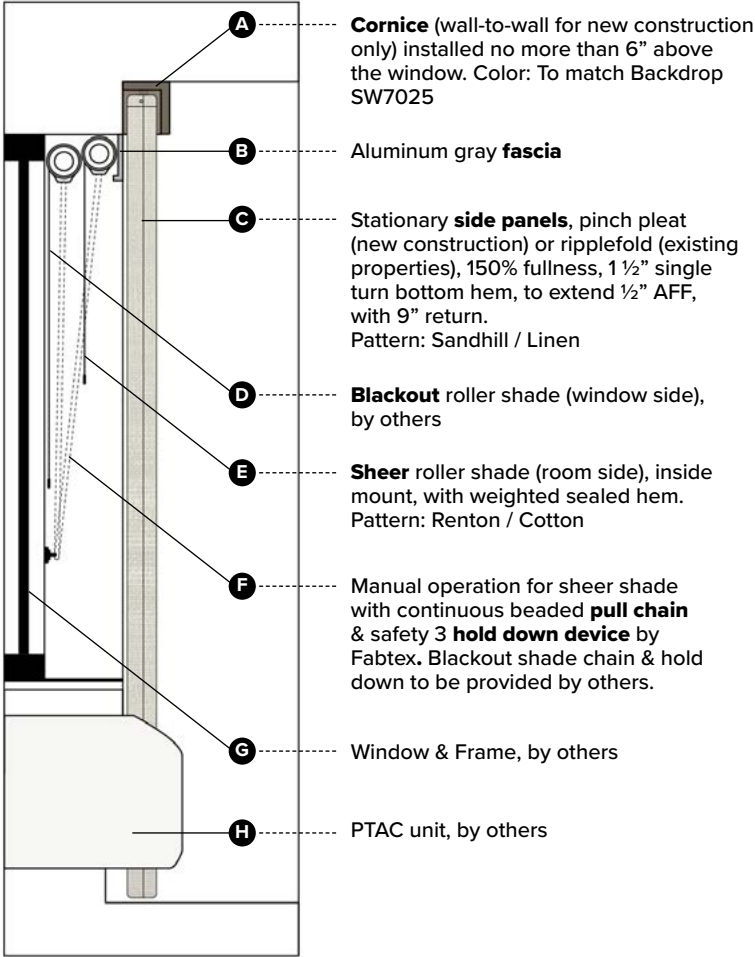 A Cornice (wall-to-wall for new construction
only) installed no more than 6” above
the window. Color: To match Backdrop
SW7025
B Aluminum gray fascia
C Stationary side panels, pinch pleat
(new construction) or ripplefold (existing
properties), 150% fullness, 1 ½” single
turn bottom hem, to extend ½” AFF,
with 9” return.
Pattern: Sandhill / Linen
D Blackout roller shade (window side),
by others
E Sheer roller shade (room side), inside
mount, with weighted sealed hem.
Pattern: Renton / Cotton
F Manual operation for sheer shade
with continuous beaded pull chain
& safety 3 hold down device by
Fabtex. Blackout shade chain & hold
down to be provided by others.
G Window & Frame, by others
H PTAC unit, by others